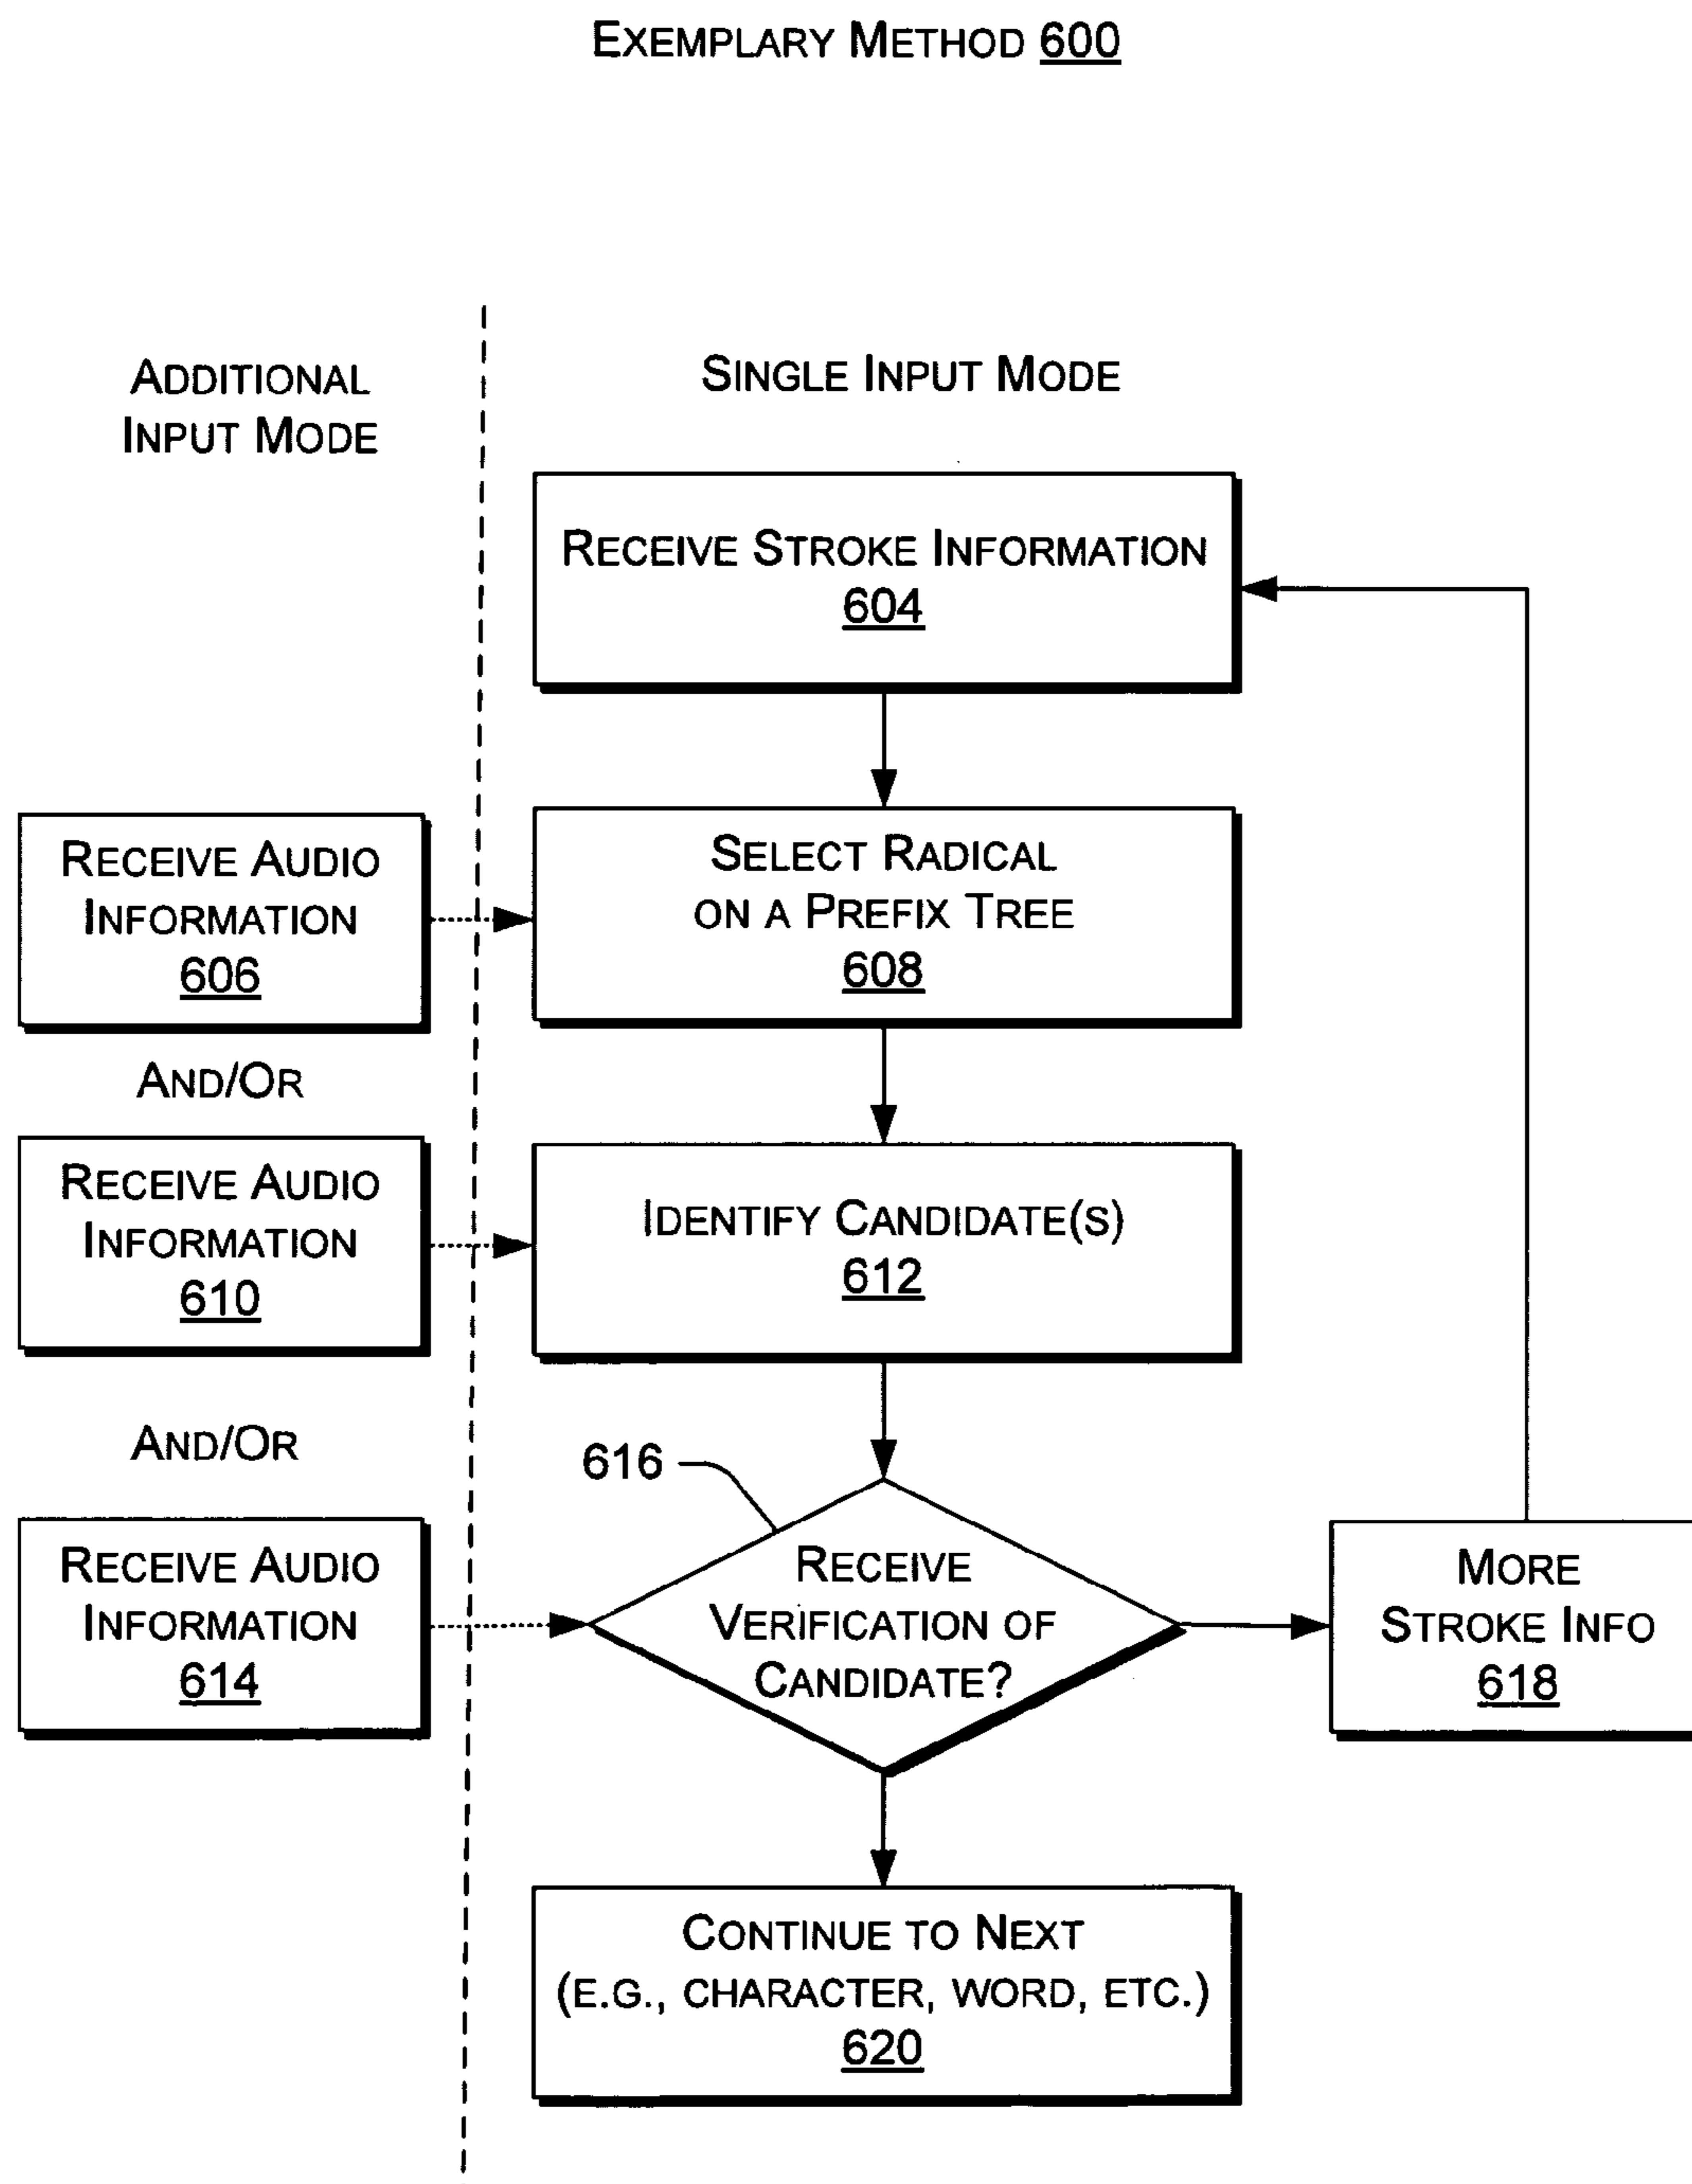 EXEMPLARY METHOD 600
ADDITIONAL
INPUT MODE
SINGLE INPUT MODE
RECEIVE STROKE INFORMATION
604
RECEIVE AUDIO
INFORMATION
606
SELECT RADICAL
ON A PREFIX TREE
608
AND/OR
RECEIVE AUDIO
INFORMATION
610
IDENTIFY CANDIDATE(S)
612
AND/OR
616
RECEIVE AUDIO
INFORMATION
614
RECEIVE
VERIFICATION OF
CANDIDATE?
MORE
STROKE INFO
618
CONTINUE TO NEXT
(E.G., CHARACTER, WORD, ETC.)
620